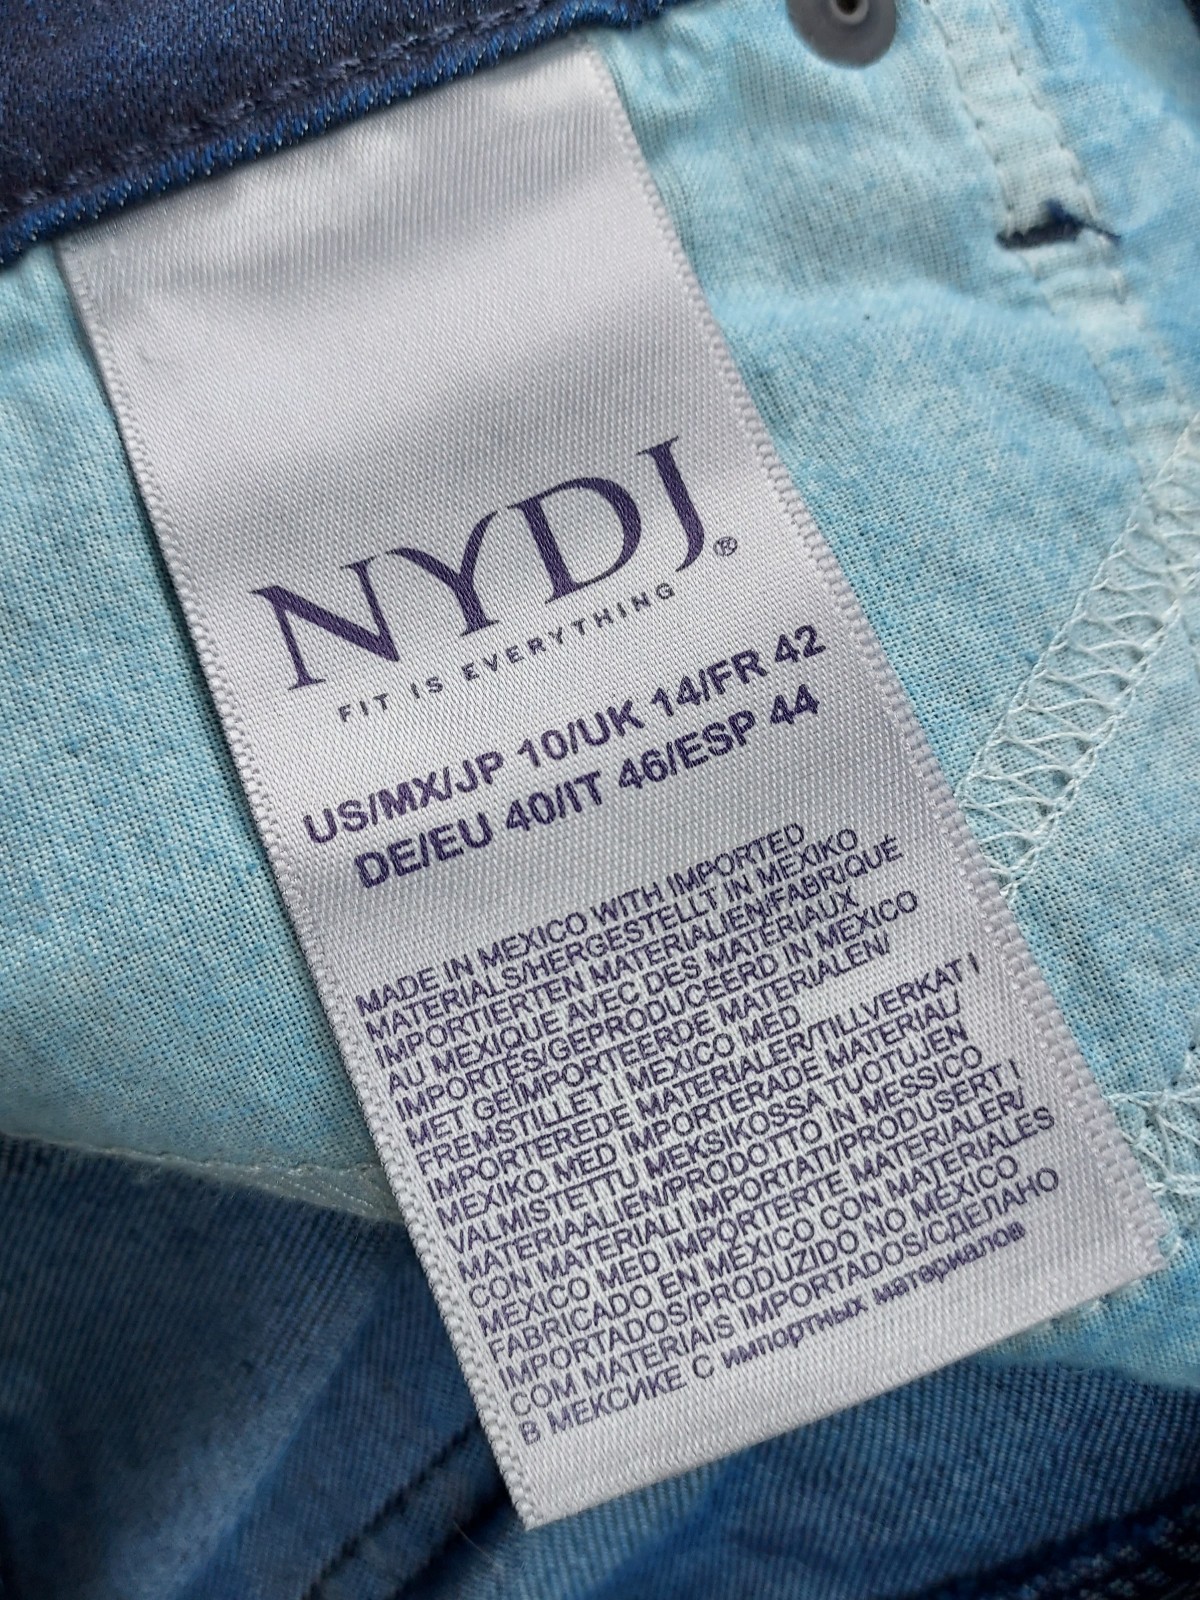 NYDJ®
FIT IS EVERYTHING
US/MX/JP 10/UK 14/FR 42
DE/EU 40/IT 46/ESP 44
MADE IN MEXICO WITH IMPORTED
MATERIALS/HERGESTELLT IN MEXIKO
IMPORTIERTEN MATERIALIEN/FABRIQUÉ
AU MEXIQUE AVEC DES MATÉRIAUX
IMPORTÉS/GEPRODUCEERD IN MEXICO
MET GEÏMPORTEERDE MATERIALEN/
FREMSTILLET I MEXICO MED
IMPORTEREDE MATERIALER/TILLVERKAT I
MEXIKO MED IMPORTERADE MATERIAL/
VALMISTETTU MEKSIKOSSA TUOTUJEN
MATERIAALIEN/PRODOTTO IN MESSICO
CON MATERIALI IMPORTATI/PRODUSERT I
MEXICO MED IMPORTERTE MATERIALER/
FABRICADO EN MÉXICO CON MATERIALES
IMPORTADOS/PRODUZIDO NO MÉXICO
COM MATERIAIS IMPORTADOS/СДЕЛАНО
В МЕКСИКЕ С импортных материалов